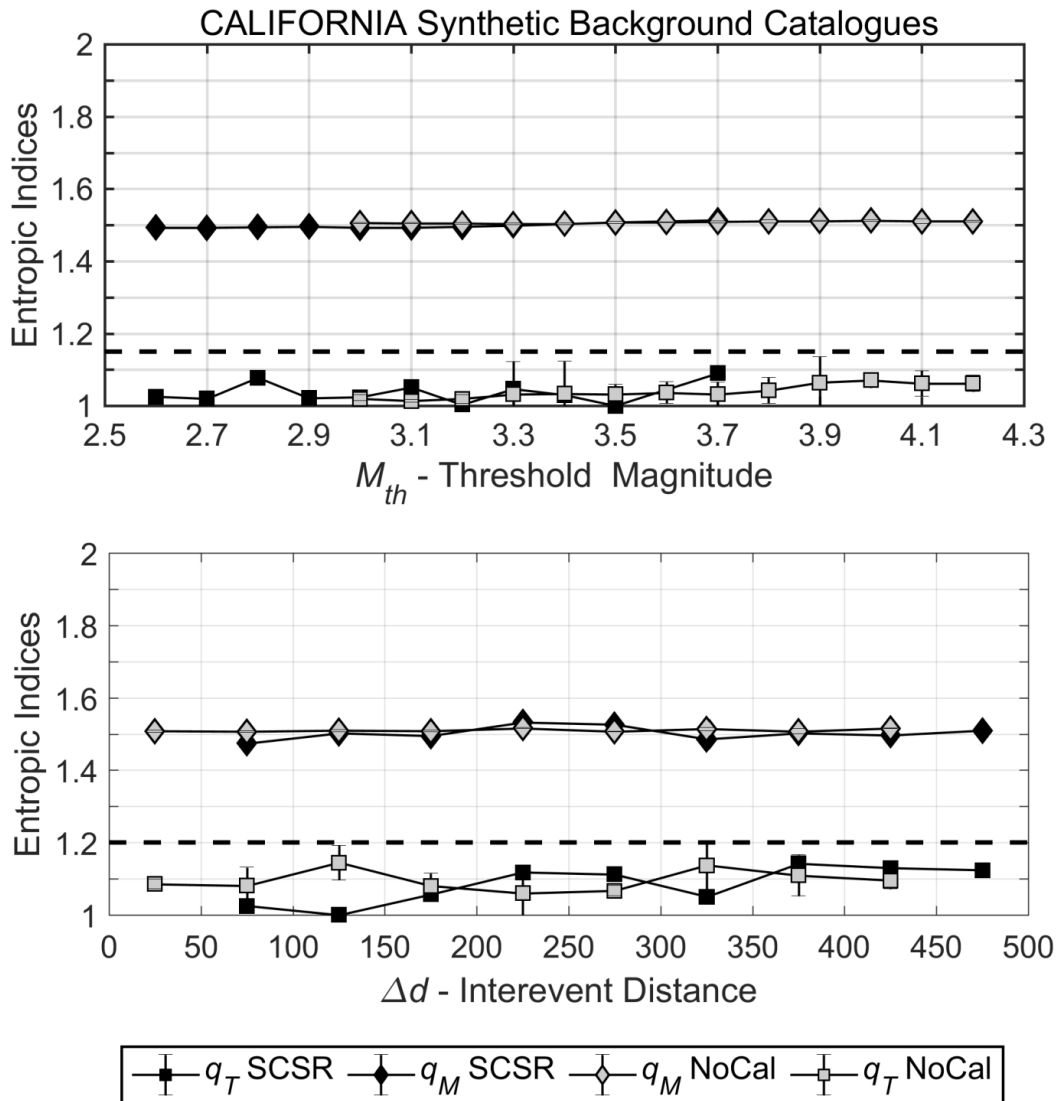 CALIFORNIA Synthetic Background Catalogues
2
1.8
1.6
1.4
1.2
1
Entropic Indices
2.5 2.7 2.9 3.1 3.3 3.5 3.7 3.9 4.1 4.3
M_th - Threshold Magnitude
2
1.8
1.6
1.4
1.2
1
Entropic Indices
0 50 100 150 200 250 300 350 400 450 500
Δd - Interevent Distance
q_T SCSR q_M SCSR q_M NoCal q_T NoCal